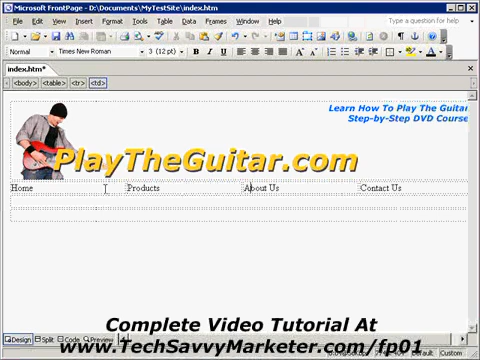 Microsoft FrontPage - D:\Documents\MyTestSite\index.htm
File Edit View Insert Format Tools Table Data Frames Window Help Type a question for help
Normal Times New Roman 3 (12 pt) B I U
index.htm*
<body> <table> <tr> <td>
Learn How To Play The Guitar
Step-by-Step DVD Course
PlayTheGuitar.com
Home Products About Us Contact Us
Complete Video Tutorial At
Design Split Code Preview Default Custom
www.TechSavvyMarketer.com/fp01